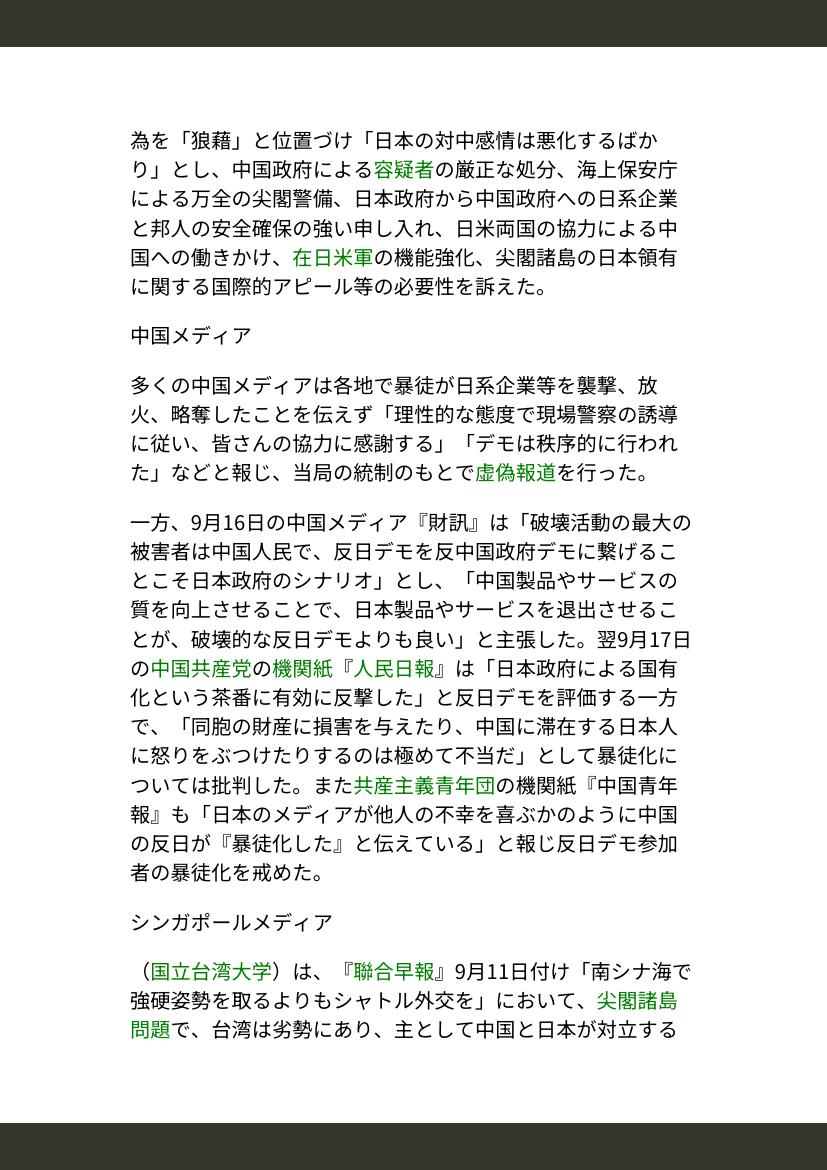 為を「狼藉」と位置づけ「日本の対中感情は悪化するばか
り」とし、中国政府による容疑者の厳正な処分、海上保安庁
による万全の尖閣警備、日本政府から中国政府への日系企業
と邦人の安全確保の強い申し入れ、日米両国の協力による中
国への働きかけ、在日米軍の機能強化、尖閣諸島の日本領有
に関する国際的アピール等の必要性を訴えた。
中国メディア
多くの中国メディアは各地で暴徒が日系企業等を襲撃、放
火、略奪したことを伝えず「理性的な態度で現場警察の誘導
に従い、皆さんの協力に感謝する」「デモは秩序的に行われ
た」などと報じ、当局の統制のもとで虚偽報道を行った。
一方、9月16日の中国メディア『財訊』は「破壊活動の最大の
被害者は中国人民で、反日デモを反中国政府デモに繋げるこ
とこそ日本政府のシナリオ」とし、「中国製品やサービスの
質を向上させることで、日本製品やサービスを退出させるこ
とが、破壊的な反日デモよりも良い」と主張した。翌9月17日
の中国共産党の機関紙『人民日報』は「日本政府による国有
化という茶番に有効に反撃した」と反日デモを評価する一方
で、「同胞の財産に損害を与えたり、中国に滞在する日本人
に怒りをぶつけたりするのは極めて不当だ」として暴徒化に
ついては批判した。また共産主義青年団の機関紙『中国青年
報』も「日本のメディアが他人の不幸を喜ぶかのように中国
の反日が『暴徒化した』と伝えている」と報じ反日デモ参加
者の暴徒化を戒めた。
シンガポールメディア
（国立台湾大学）は、『聯合早報』9月11日付け「南シナ海で
強硬姿勢を取るよりもシャトル外交を」において、尖閣諸島
問題で、台湾は劣勢にあり、主として中国と日本が対立する